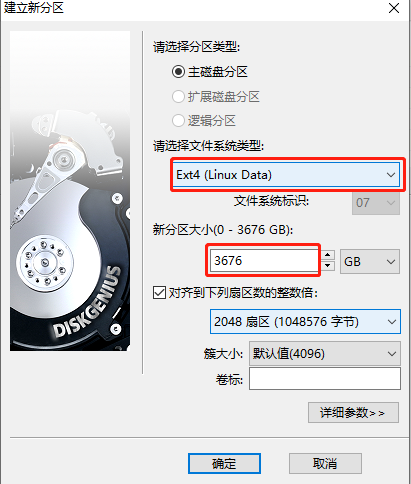 建立新分区
请选择分区类型:
主磁盘分区
扩展磁盘分区
逻辑分区
请选择文件系统类型:
Ext4 (Linux Data)
文件系统标识:
07
新分区大小(0 - 3676 GB):
3676
GB
对齐到下列扇区数的整数倍:
2048 扇区 (1048576 字节)
簇大小:
默认值(4096)
卷标:
详细参数>>
确定
取消
DISKGENIUS